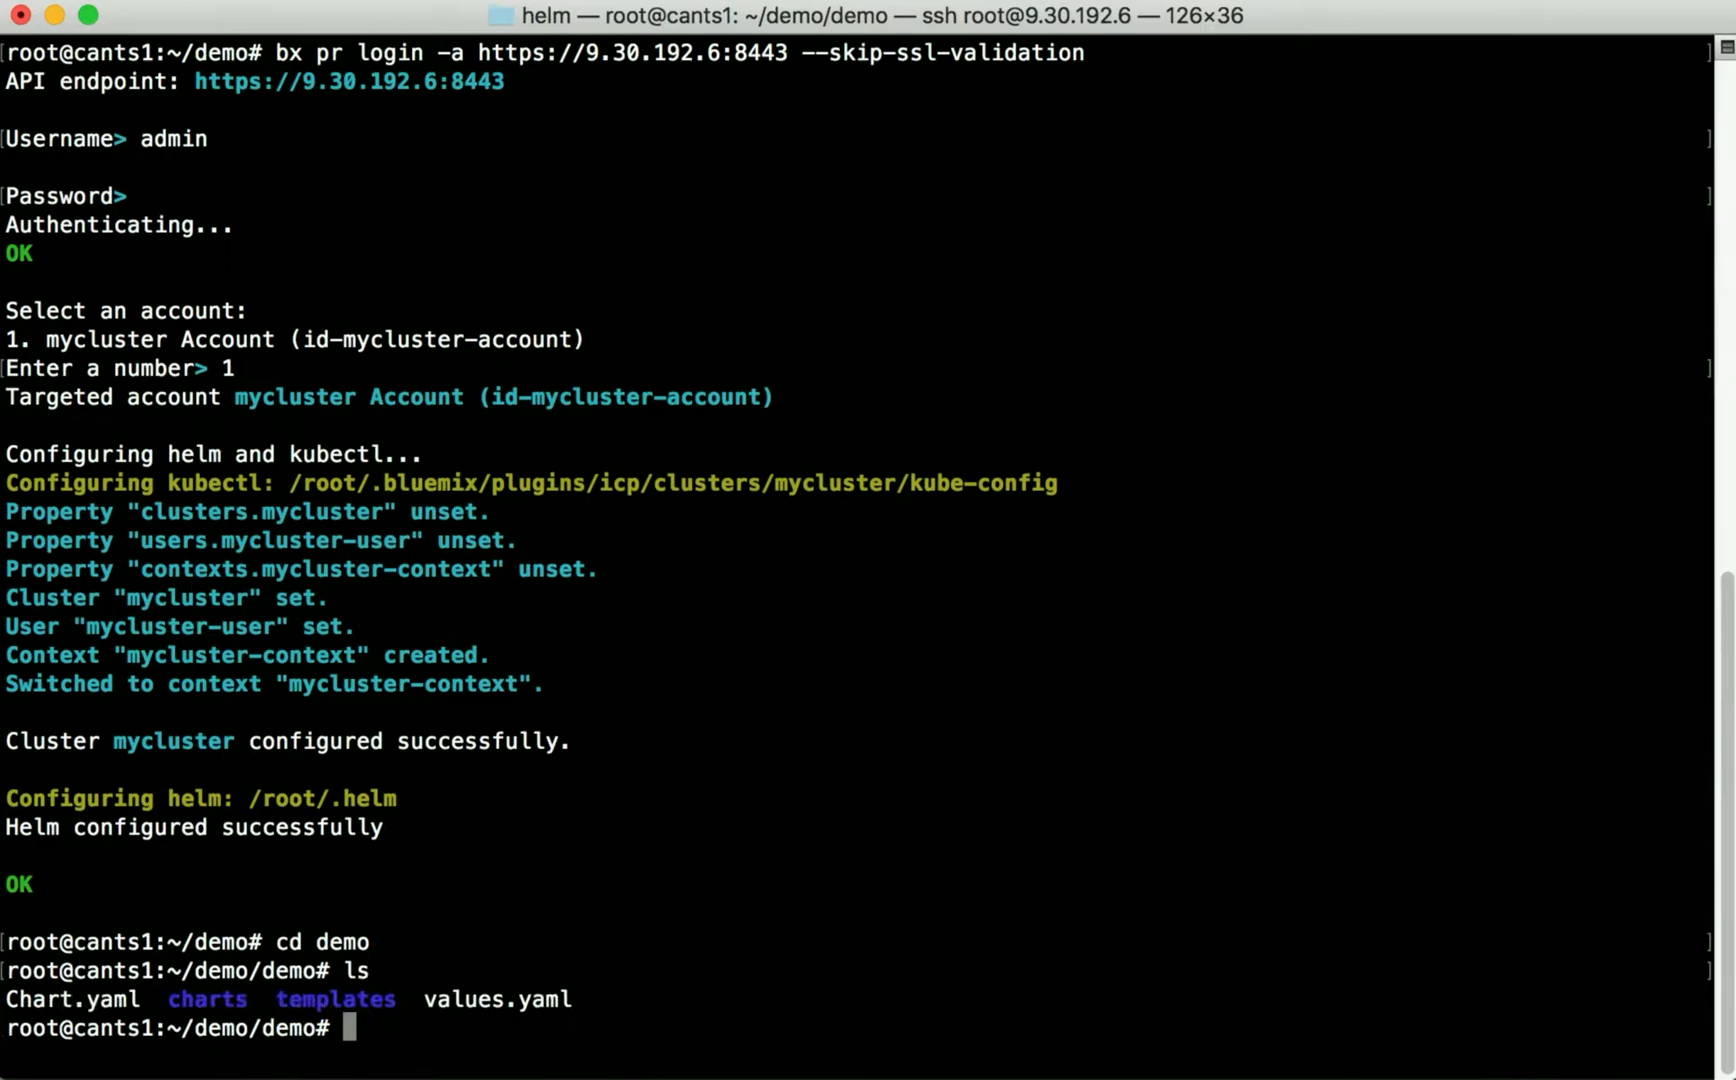 helm — root@cants1: ~/demo/demo — ssh root@9.30.192.6 — 126×36
[root@cants1:~/demo# bx pr login -a https://9.30.192.6:8443 --skip-ssl-validation ]
API endpoint: https://9.30.192.6:8443
[Username> admin ]
[Password> ]
Authenticating...
OK
Select an account:
1. mycluster Account (id-mycluster-account)
[Enter a number> 1 ]
Targeted account mycluster Account (id-mycluster-account)
Configuring helm and kubectl...
Configuring kubectl: /root/.bluemix/plugins/icp/clusters/mycluster/kube-config
Property "clusters.mycluster" unset.
Property "users.mycluster-user" unset.
Property "contexts.mycluster-context" unset.
Cluster "mycluster" set.
User "mycluster-user" set.
Context "mycluster-context" created.
Switched to context "mycluster-context".
Cluster mycluster configured successfully.
Configuring helm: /root/.helm
Helm configured successfully
OK
[root@cants1:~/demo# cd demo ]
[root@cants1:~/demo/demo# ls ]
Chart.yaml charts templates values.yaml
root@cants1:~/demo/demo#